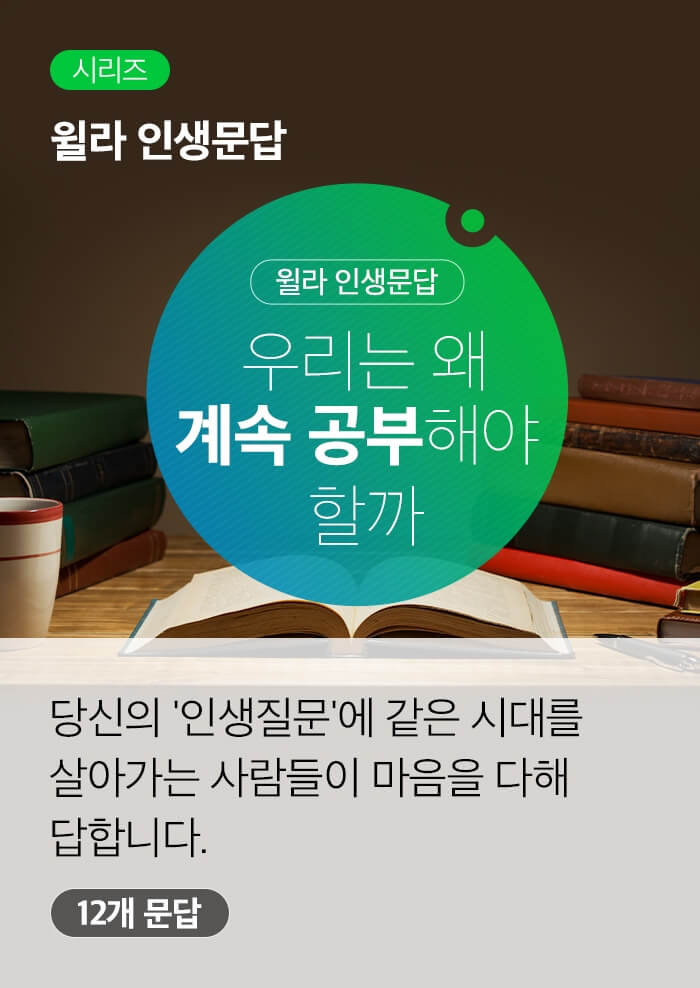 시리즈
윌라 인생문답
윌라 인생문답
우리는 왜
계속 공부해야
할까
당신의 '인생질문'에 같은 시대를
살아가는 사람들이 마음을 다해
답합니다.
12개 문답